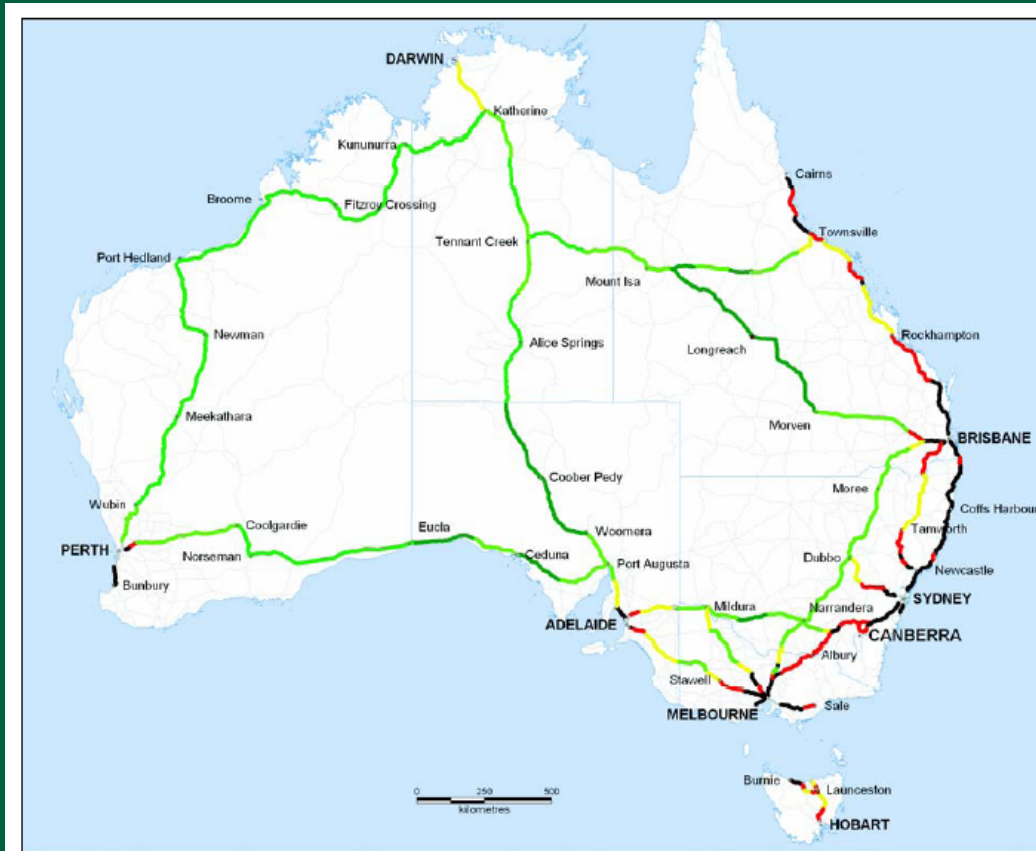 DARWIN
Katherine
Kununurra
Cairns
Broome
Fitzroy Crossing
Townsville
Tennant Creek
Port Hedland
Mount Isa
Newman
Rockhampton
Alice Springs
Longreach
Meekathara
Morven
BRISBANE
Coober Pedy
Moree
Wubin
Coffs Harbour
Coolgardie
Eucla
Woomera
Tamworth
PERTH
Norseman
Ceduna
Dubbo
Port Augusta
Newcastle
Bunbury
SYDNEY
Mildura
Narrandera
ADELAIDE
CANBERRA
Albury
Stawell
MELBOURNE
Sale
Burnie
Launceston
0 250 500
kilometres
HOBART